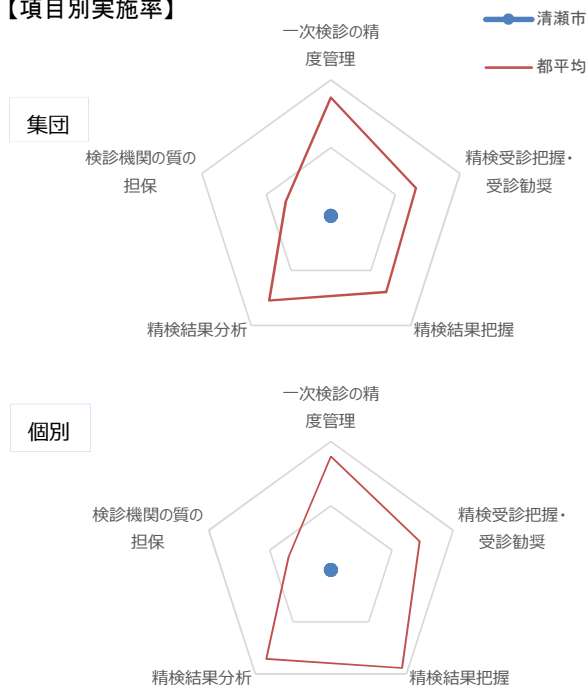 【項目別実施率】
清瀬市
都平均
集団
一次検診の精
度管理
検診機関の質の
担保
精検受診把握・
受診勧奨
精検結果分析
精検結果把握
個別
一次検診の精
度管理
検診機関の質の
担保
精検受診把握・
受診勧奨
精検結果分析
精検結果把握